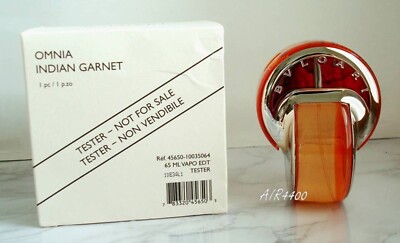 OMNIA
INDIAN GARNET
1 pc / 1 p.zo
TESTER – NOT FOR SALE
TESTER – NON VENDIBILE
Ref. 45650-10035064
65 ML VAPO EDT
TESTER
BVLGARI
AIR4400